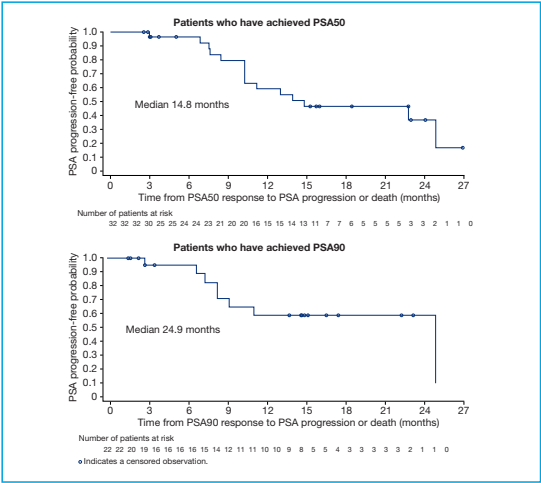 Patients who have achieved PSA50
PSA progression-free probability
1.0
0.9
0.8
0.7
0.6
0.5
0.4
0.3
0.2
0.1
0
Median 14.8 months
0 3 6 9 12 15 18 21 24 27
Time from PSA50 response to PSA progression or death (months)
Number of patients at risk
32 32 32 30 25 25 24 24 23 21 20 20 16 15 15 14 13 11 7 7 6 5 5 5 3 3 2 1 1 0
Patients who have achieved PSA90
PSA progression-free probability
1.0
0.9
0.8
0.7
0.6
0.5
0.4
0.3
0.2
0.1
0
Median 24.9 months
0 3 6 9 12 15 18 21 24 27
Time from PSA90 response to PSA progression or death (months)
Number of patients at risk
22 22 20 19 16 16 16 16 15 14 12 11 11 10 10 9 8 5 5 4 3 3 3 3 2 1 1 0
Indicates a censored observation.